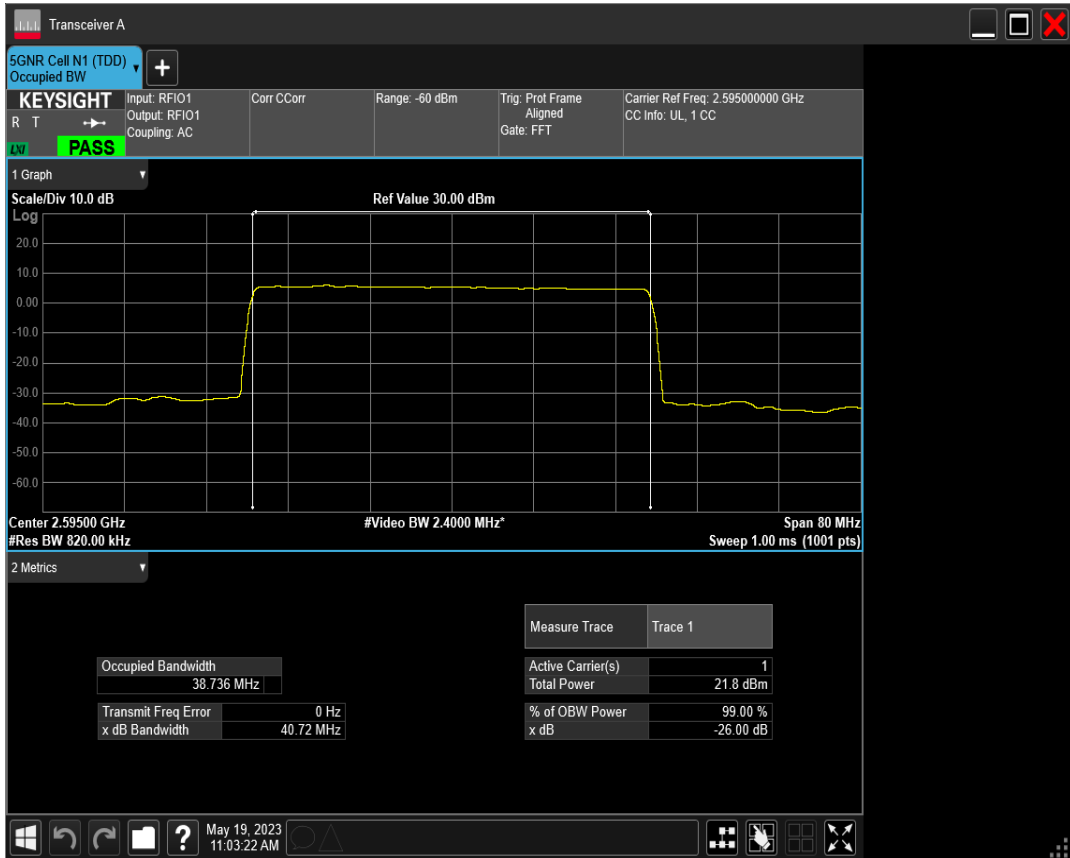 Transceiver A
5GNR Cell N1 (TDD)
Occupied BW
+
KEYSIGHT
R T
LXI PASS
Input: RFIO1
Output: RFIO1
Coupling: AC
Corr CCorr
Range: -60 dBm
Trig: Prot Frame
Aligned
Gate: FFT
Carrier Ref Freq: 2.595000000 GHz
CC Info: UL, 1 CC
1 Graph
Scale/Div 10.0 dB
Ref Value 30.00 dBm
Log
20.0
10.0
0.00
-10.0
-20.0
-30.0
-40.0
-50.0
-60.0
Center 2.59500 GHz
#Video BW 2.4000 MHz*
Span 80 MHz
#Res BW 820.00 kHz
Sweep 1.00 ms (1001 pts)
2 Metrics
Measure Trace Trace 1
Occupied Bandwidth
38.736 MHz
Active Carrier(s) 1
Total Power 21.8 dBm
Transmit Freq Error 0 Hz
x dB Bandwidth 40.72 MHz
% of OBW Power 99.00 %
x dB -26.00 dB
?
May 19, 2023
11:03:22 AM